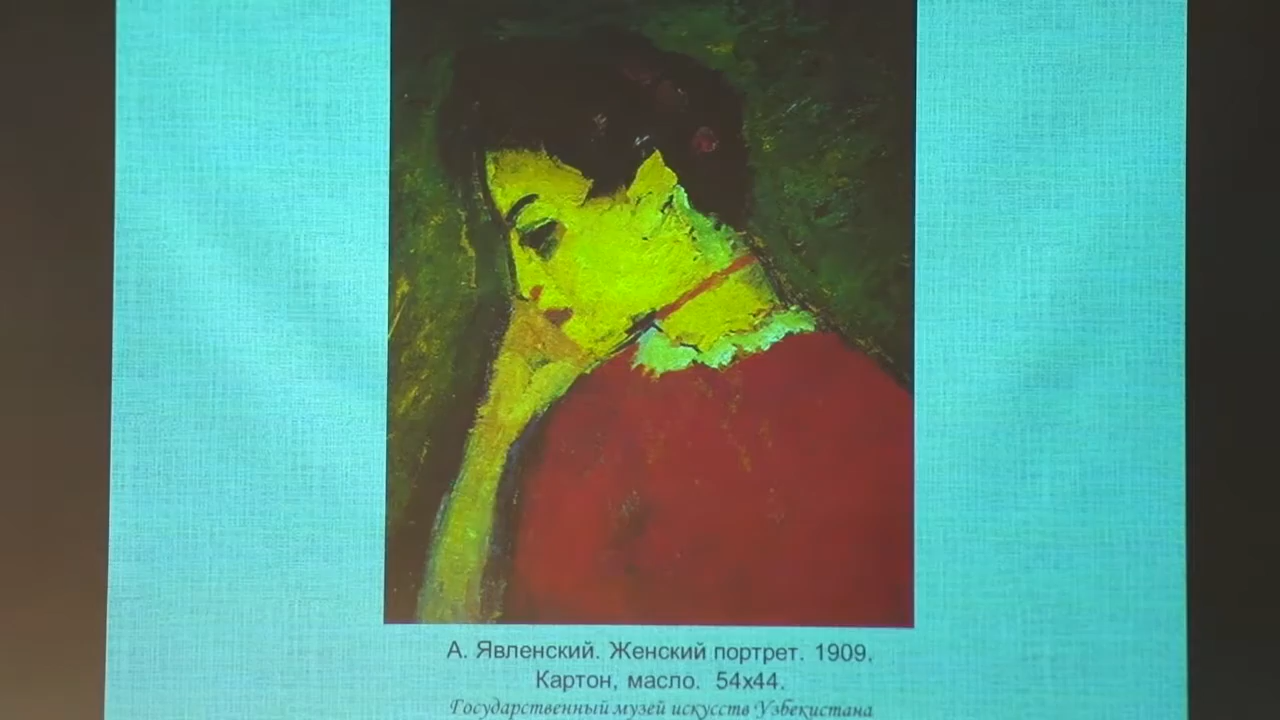 А. Явленский. Женский портрет. 1909.
Картон, масло. 54х44.
Государственный музей искусств Узбекистана